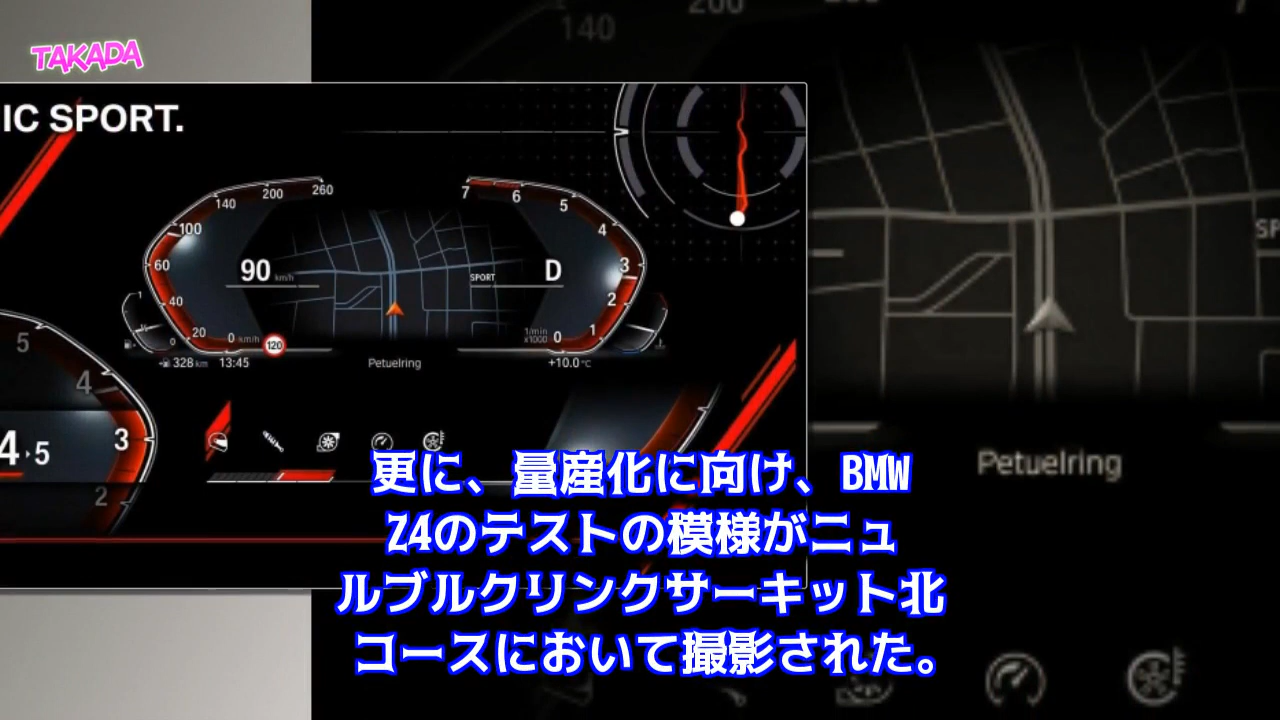 TAKADA
IC SPORT.
140
200
140
200
260
7
6
5
4
3
2
1
0
100
60
40
20
0 km/h
90 km/h
SPORT
D
120
1/min
x1000
328 km
13:45
Petuelring
+10.0 °C
5
4
3
2
4·5
SP
Petuelring
更に、量産化に向け、BMW
Z4のテストの模様がニュ
ルブルクリンクサーキット北
コースにおいて撮影された。